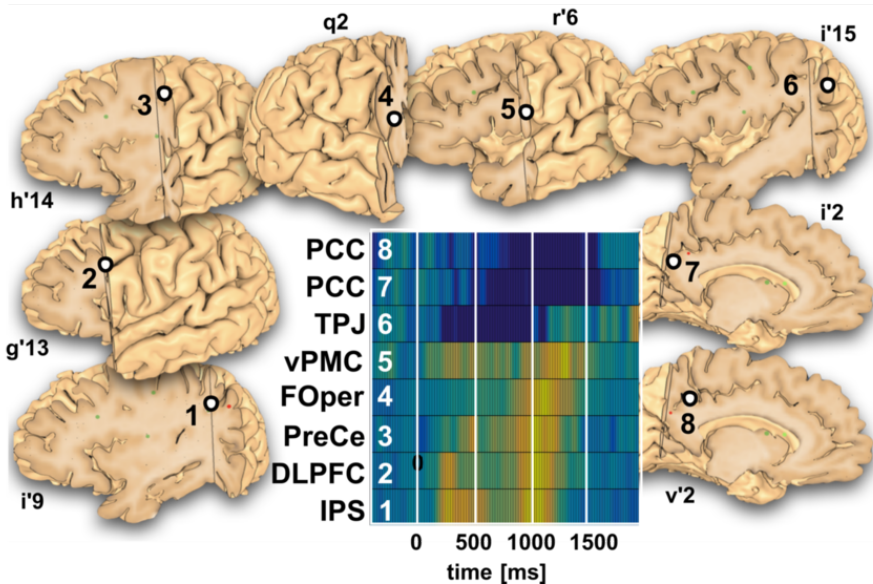 q2
r'6
i'15
3
4
5
6
h'14
2
g'13
1
i'9
PCC 8
PCC 7
TPJ 6
vPMC 5
FOper 4
PreCe 3
0
DLPFC 2
IPS 1
0 500 1000 1500
time [ms]
i'2
7
8
v'2